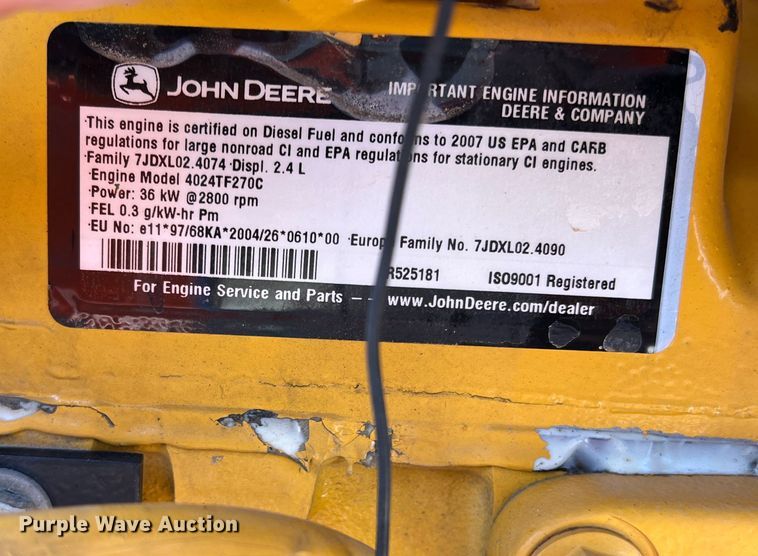 JOHN DEERE
IMPORTANT ENGINE INFORMATION
DEERE & COMPANY
·This engine is certified on Diesel Fuel and conforms to 2007 US EPA and CARB
regulations for large nonroad CI and EPA regulations for stationary CI engines.
·Family 7JDXL02.4074 ·Displ. 2.4 L
·Engine Model 4024TF270C
·Power: 36 kW @2800 rpm
·FEL 0.3 g/kW-hr Pm
·EU No: e11*97/68KA*2004/26*0610*00 ·Europe Family No. 7JDXL02.4090
R525181 ISO9001 Registered
For Engine Service and Parts – – www.JohnDeere.com/dealer
Purple Wave Auction